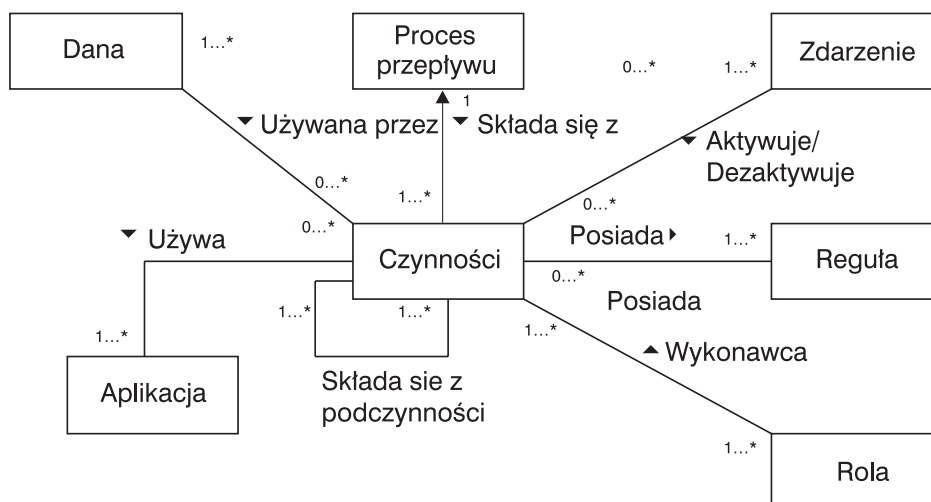 Dana
1...*
Proces
przepływu
1
0...*
1...*
Zdarzenie
Używana przez
Składa się z
Aktywuje/
Dezaktywuje
0...*
1...*
0...*
0...*
Używa
Czynności
Posiada
1...*
Reguła
0...*
Posiada
1...*
1...*
1...*
1...*
Aplikacja
Składa sie z
podczynności
Wykonawca
1...*
Rola